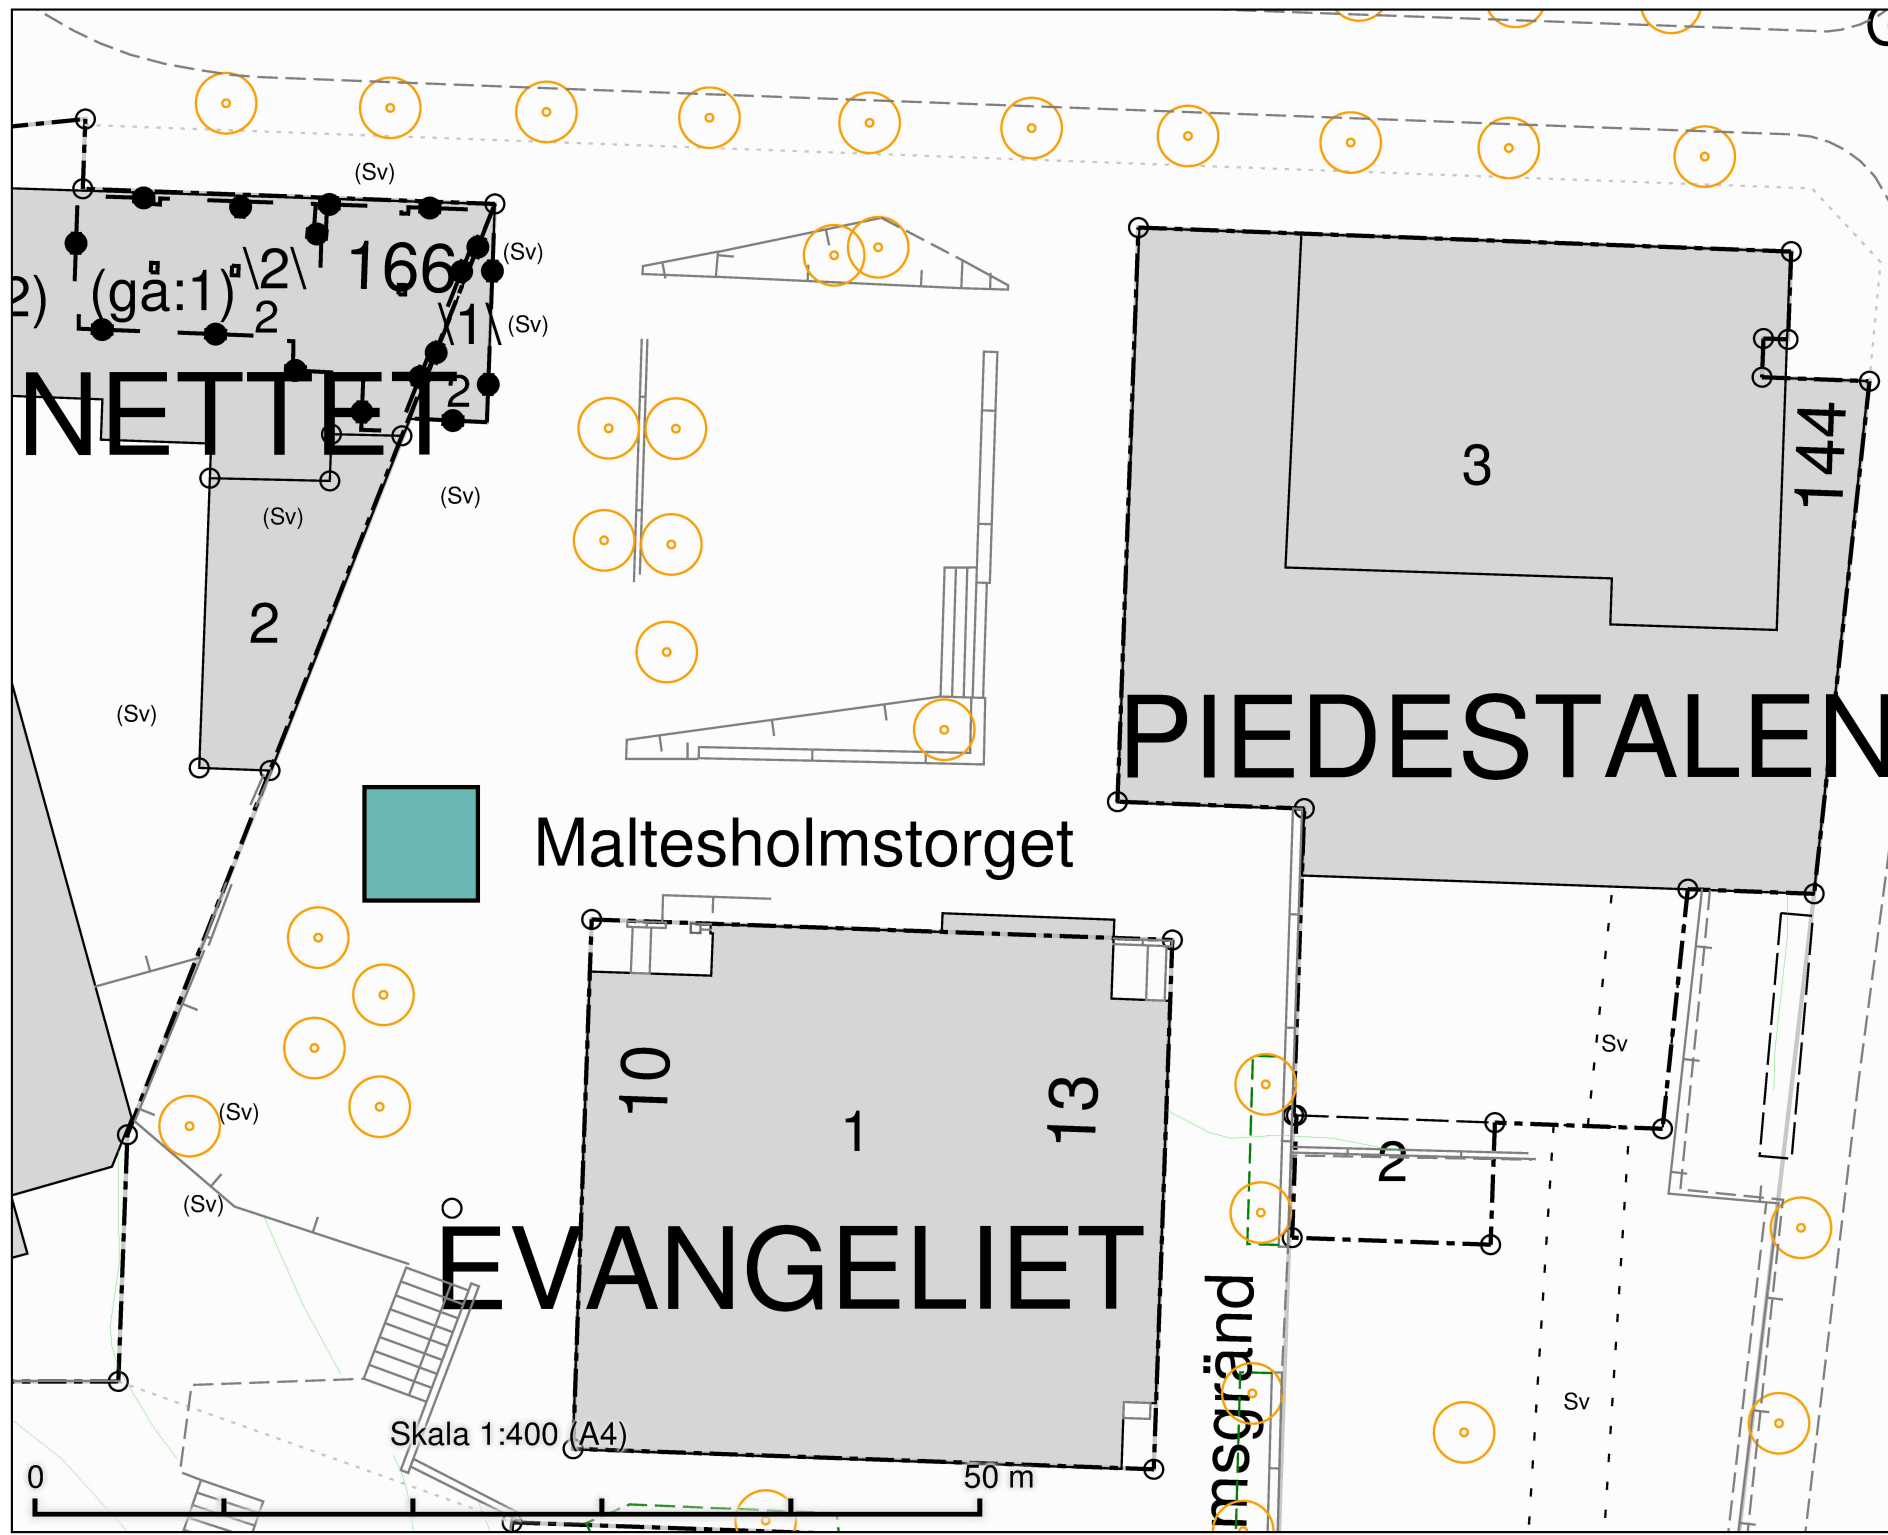 (Sv)
(Sv)
2) (gå:1) \2\ 166
2
\1\ (Sv)
2
NETTET
144
3
(Sv)
(Sv)
2
(Sv)
PIEDESTALEN
Maltesholmstorget
Sv
10
13
1
(Sv)
2
(Sv)
EVANGELIET
msgränd
Sv
Skala 1:400 (A4)
0
50 m